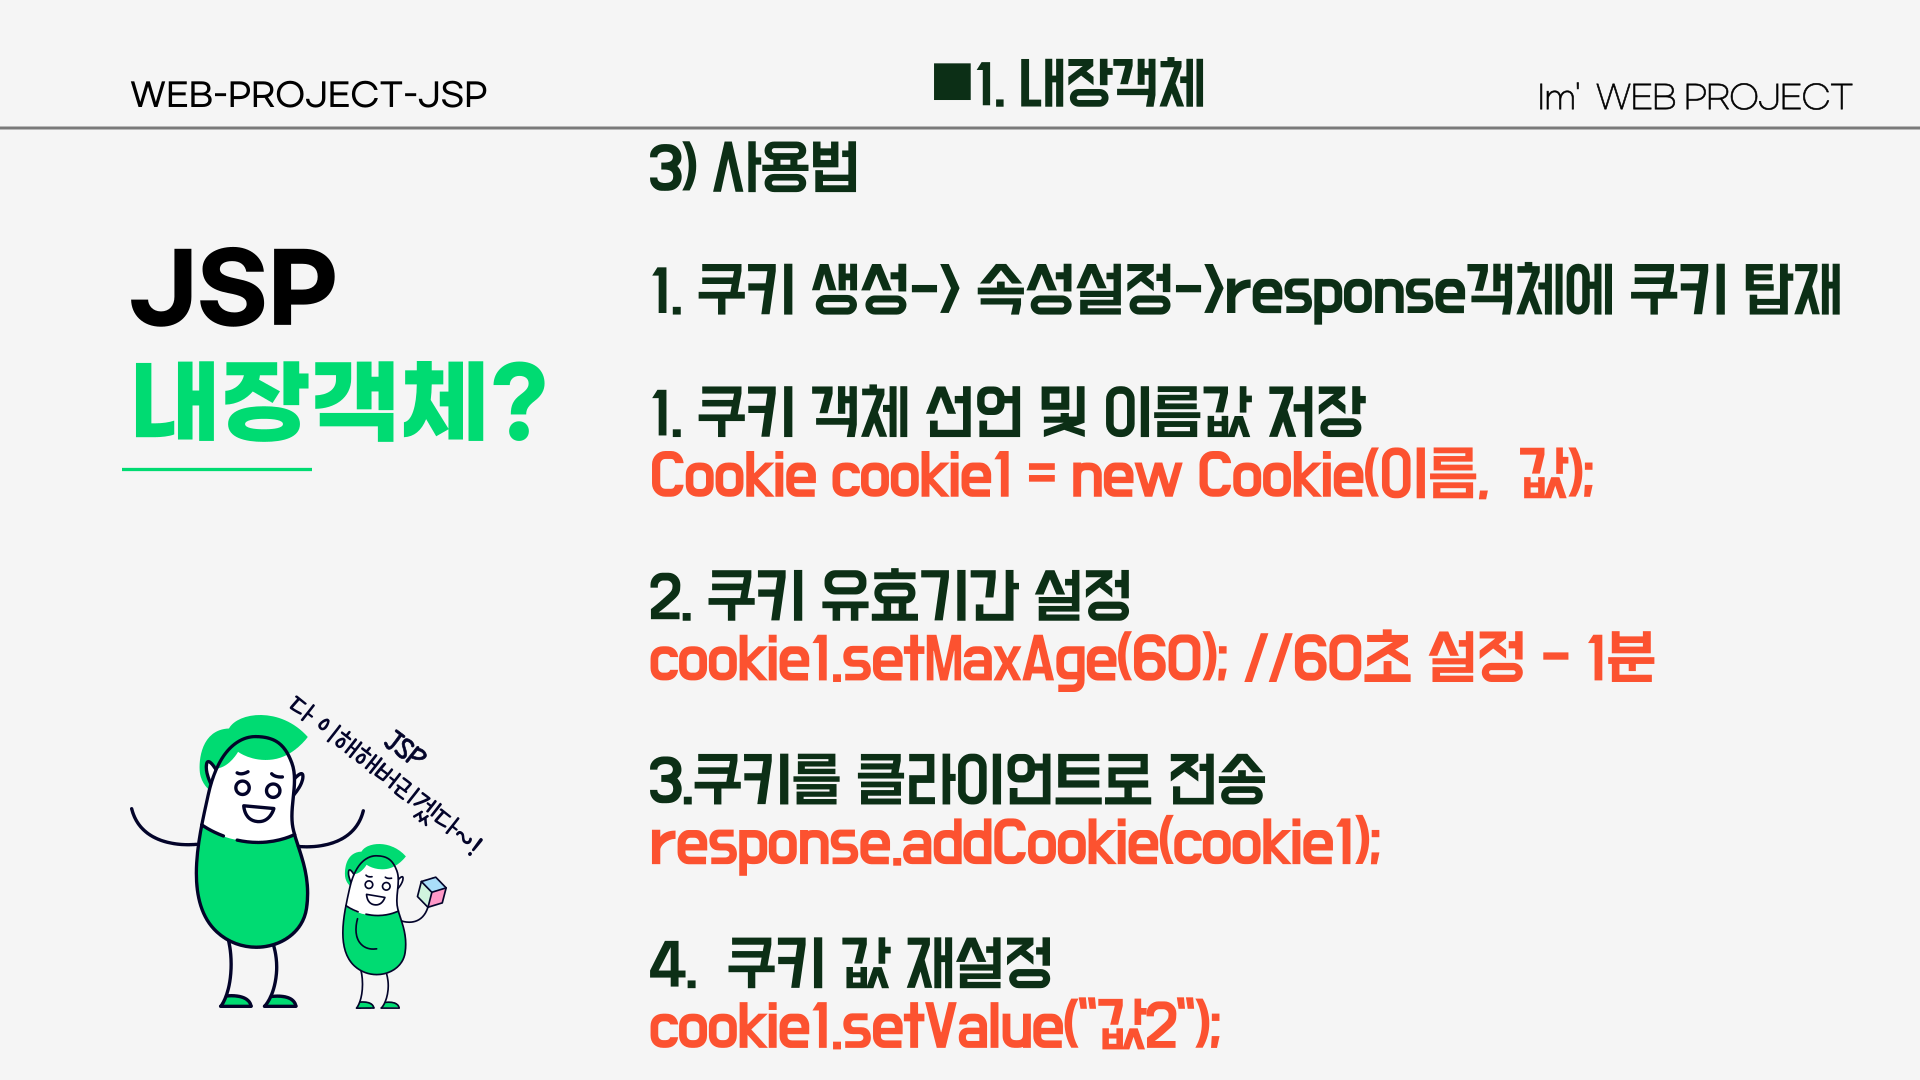 WEB-PROJECT-JSP
■1. 내장객체
Im' WEB PROJECT
JSP
내장객체?
3) 사용법
1. 쿠키 생성-> 속성설정->response객체에 쿠키 탑재
1. 쿠키 객체 선언 및 이름값 저장
Cookie cookie1 = new Cookie(이름, 값);
2. 쿠키 유효기간 설정
cookie1.setMaxAge(60); //60초 설정 - 1분
3.쿠키를 클라이언트로 전송
response.addCookie(cookie1);
4. 쿠키 값 재설정
cookie1.setValue("값2");
JSP
다 이해해버리겠다~!